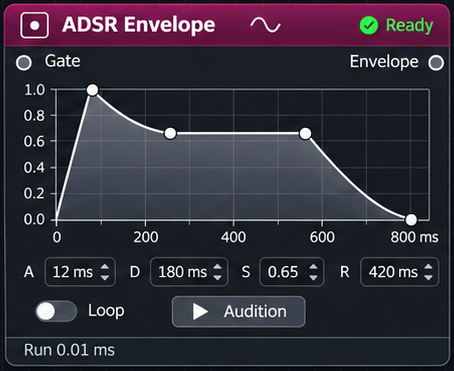 ADSR Envelope Ready
Gate Envelope
1.0
0.8
0.6
0.4
0.2
0.0
0 200 400 600 800 ms
A 12 ms D 180 ms S 0.65 R 420 ms
Loop Audition
Run 0.01 ms